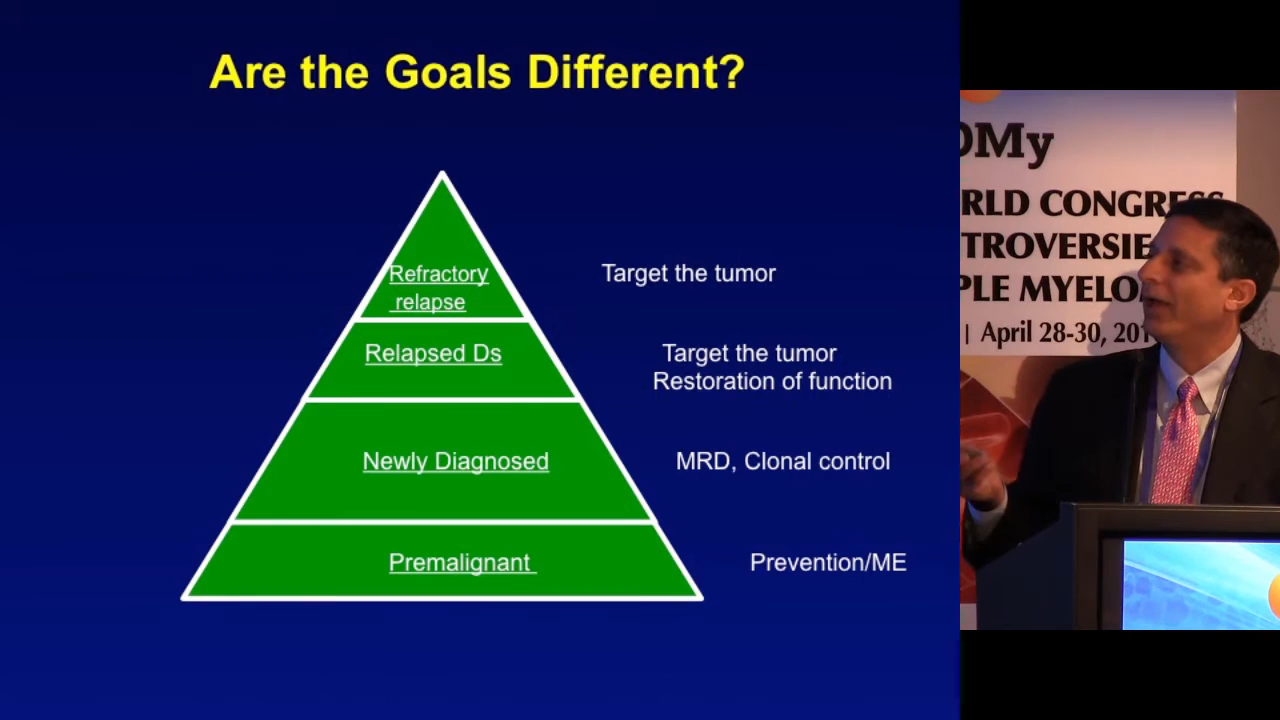 Are the Goals Different?
Refractory
relapse
Target the tumor
Relapsed Ds
Target the tumor
Restoration of function
Newly Diagnosed
MRD, Clonal control
Premalignant
Prevention/ME
OMy
RLD CONGRESS
TROVERSIE
PLE MYELO
| April 28-30, 201